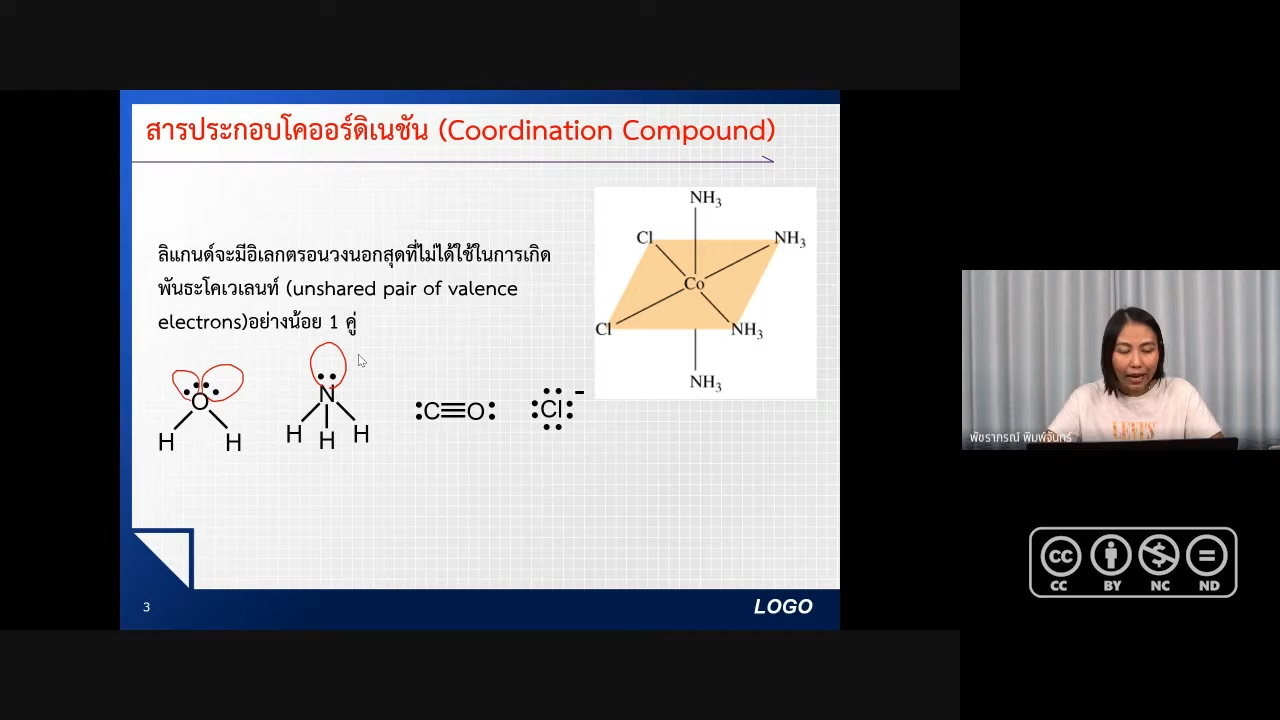 สารประกอบโคออร์ดิเนชัน (Coordination Compound)
ลิแกนด์จะมีอิเลกตรอนวงนอกสุดที่ไม่ได้ใช้ในการเกิด
พันธะโคเวเลนท์ (unshared pair of valence
electrons)อย่างน้อย 1 คู่
NH3
Cl
NH3
Co
Cl
NH3
NH3
O
H H
N
H H H
:C≡O:
:Cl:-
3
LOGO
พัชราภรณ์ พิมพ์จันทร์
CC BY NC ND